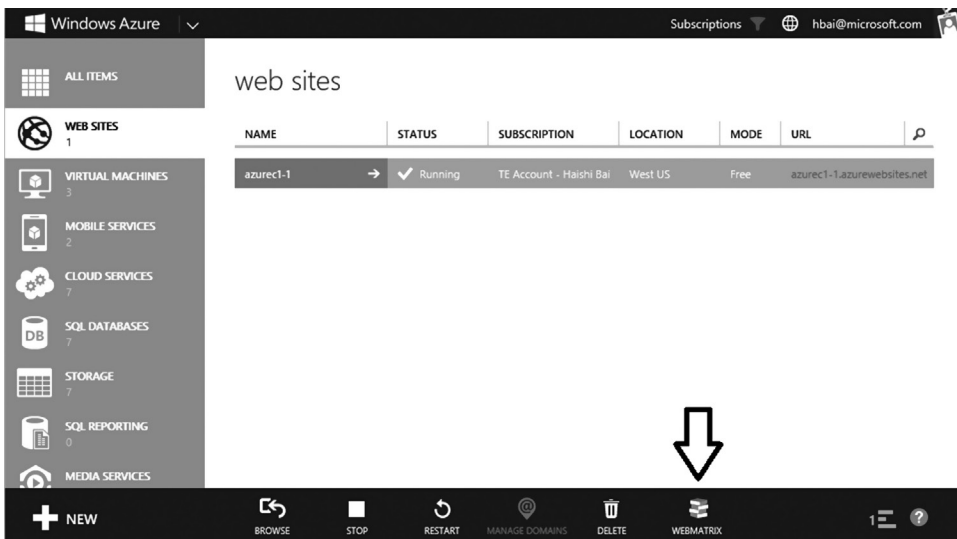 Windows Azure
Subscriptions
hbai@microsoft.com
ALL ITEMS
WEB SITES
1
VIRTUAL MACHINES
3
MOBILE SERVICES
2
CLOUD SERVICES
7
SQL DATABASES
7
DB
STORAGE
7
SQL REPORTING
0
MEDIA SERVICES
web sites
NAME STATUS SUBSCRIPTION LOCATION MODE URL
azurec1-1 Running TE Account - Haishi Bai West US Free azurec1-1.azurewebsites.net
NEW
BROWSE
STOP
RESTART
@
MANAGE DOMAINS
DELETE
WEBMATRIX
1
?